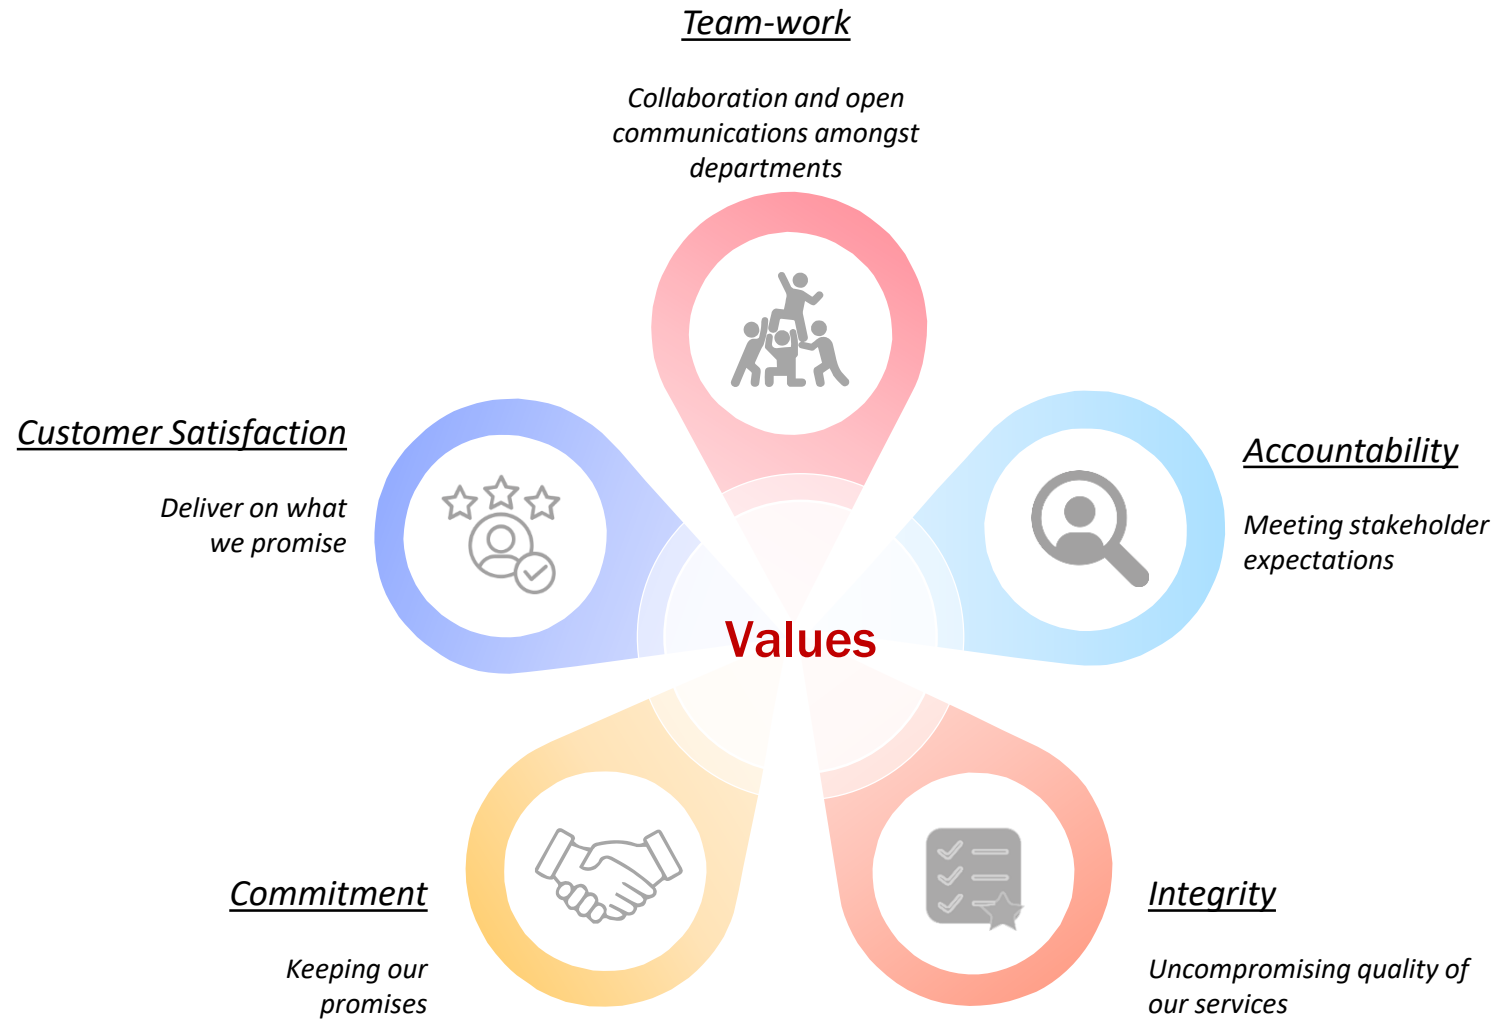 Team-work
Collaboration and open
communications amongst
departments
Customer Satisfaction
Deliver on what
we promise
Accountability
Meeting stakeholder
expectations
Values
Commitment
Keeping our
promises
Integrity
Uncompromising quality of
our services